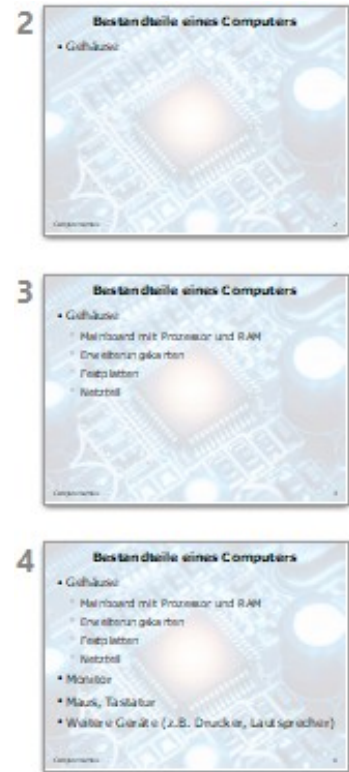 2
Bestandteile eines Computers
• Gehäuse
2
3
Bestandteile eines Computers
• Gehäuse
Mainboard mit Prozessor und RAM
Erweiterungskarten
Festplatten
Netzteil
4
Bestandteile eines Computers
• Gehäuse
Mainboard mit Prozessor und RAM
Erweiterungskarten
Festplatten
Netzteil
• Monitor
• Maus, Tastatur
• Weitere Geräte (z.B. Drucker, Lautsprecher)